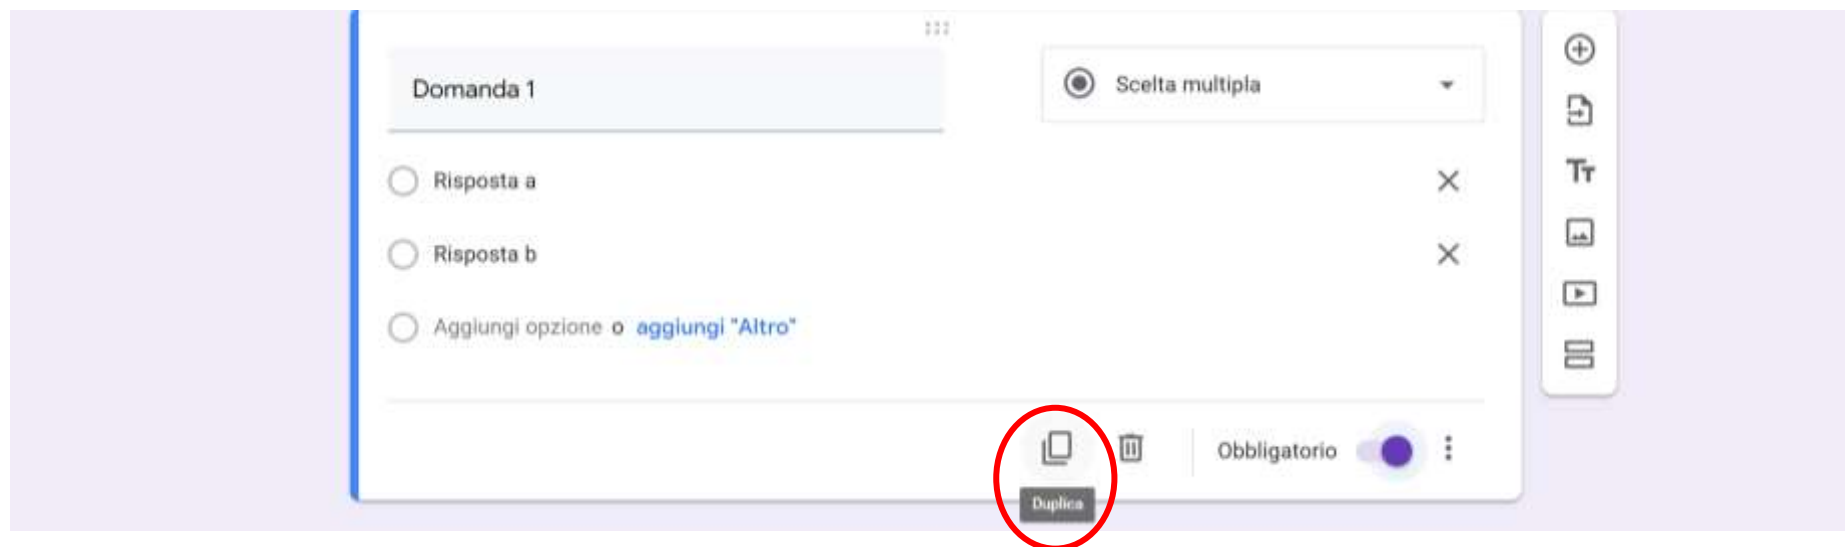 Domanda 1
Scelta multipla
Risposta a
Risposta b
Aggiungi opzione o aggiungi "Altro"
Obbligatorio
Duplica